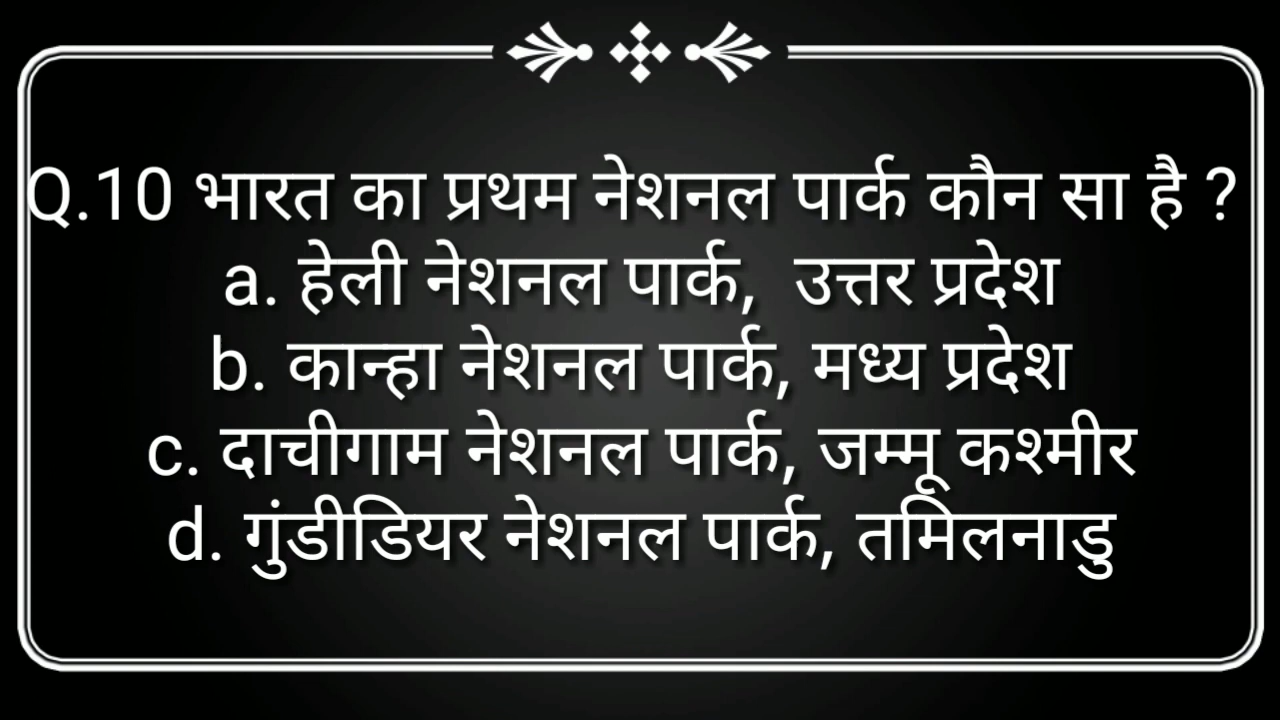 Q.10 भारत का प्रथम नेशनल पार्क कौन सा है ?
a. हेली नेशनल पार्क, उत्तर प्रदेश
b. कान्हा नेशनल पार्क, मध्य प्रदेश
c. दाचीगाम नेशनल पार्क, जम्मू कश्मीर
d. गुंडीडियर नेशनल पार्क, तमिलनाडु